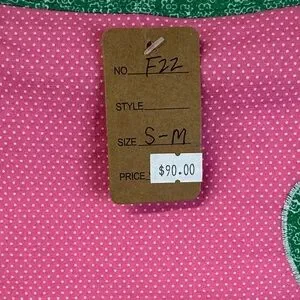 NO. F22
STYLE
SIZE S-M
PRICE $90.00